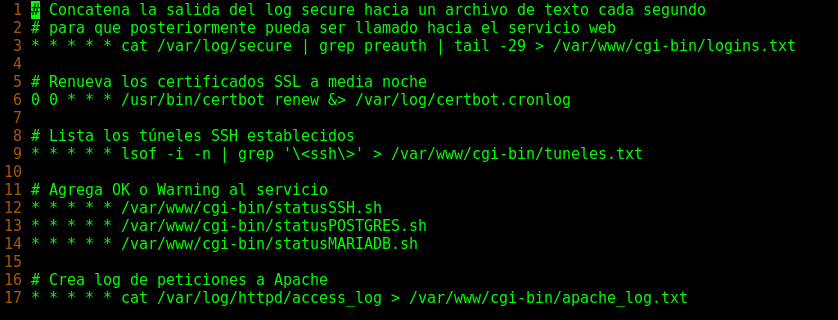 1 # Concatena la salida del log secure hacia un archivo de texto cada segundo
2 # para que posteriormente pueda ser llamado hacia el servicio web
3 * * * * * cat /var/log/secure | grep preauth | tail -29 > /var/www/cgi-bin/logins.txt
4
5 # Renueva los certificados SSL a media noche
6 0 0 * * * /usr/bin/certbot renew &> /var/log/certbot.cronlog
7
8 # Lista los túneles SSH establecidos
9 * * * * * lsof -i -n | grep '\<ssh\>' > /var/www/cgi-bin/tuneles.txt
10
11 # Agrega OK o Warning al servicio
12 * * * * * /var/www/cgi-bin/statusSSH.sh
13 * * * * * /var/www/cgi-bin/statusPOSTGRES.sh
14 * * * * * /var/www/cgi-bin/statusMARIADB.sh
15
16 # Crea log de peticiones a Apache
17 * * * * * cat /var/log/httpd/access_log > /var/www/cgi-bin/apache_log.txt